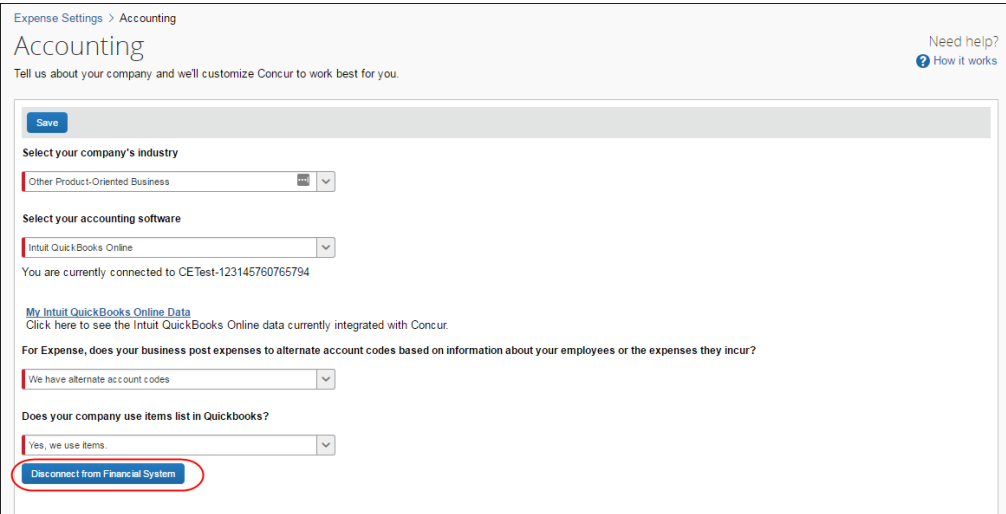 Expense Settings > Accounting
Accounting
Need help?
Tell us about your company and we'll customize Concur to work best for you.
? How it works
Save
Select your company's industry
Other Product-Oriented Business
Select your accounting software
Intuit QuickBooks Online
You are currently connected to CETest-123145760765794
My Intuit QuickBooks Online Data
Click here to see the Intuit QuickBooks Online data currently integrated with Concur.
For Expense, does your business post expenses to alternate account codes based on information about your employees or the expenses they incur?
We have alternate account codes
Does your company use items list in Quickbooks?
Yes, we use items.
Disconnect from Financial System